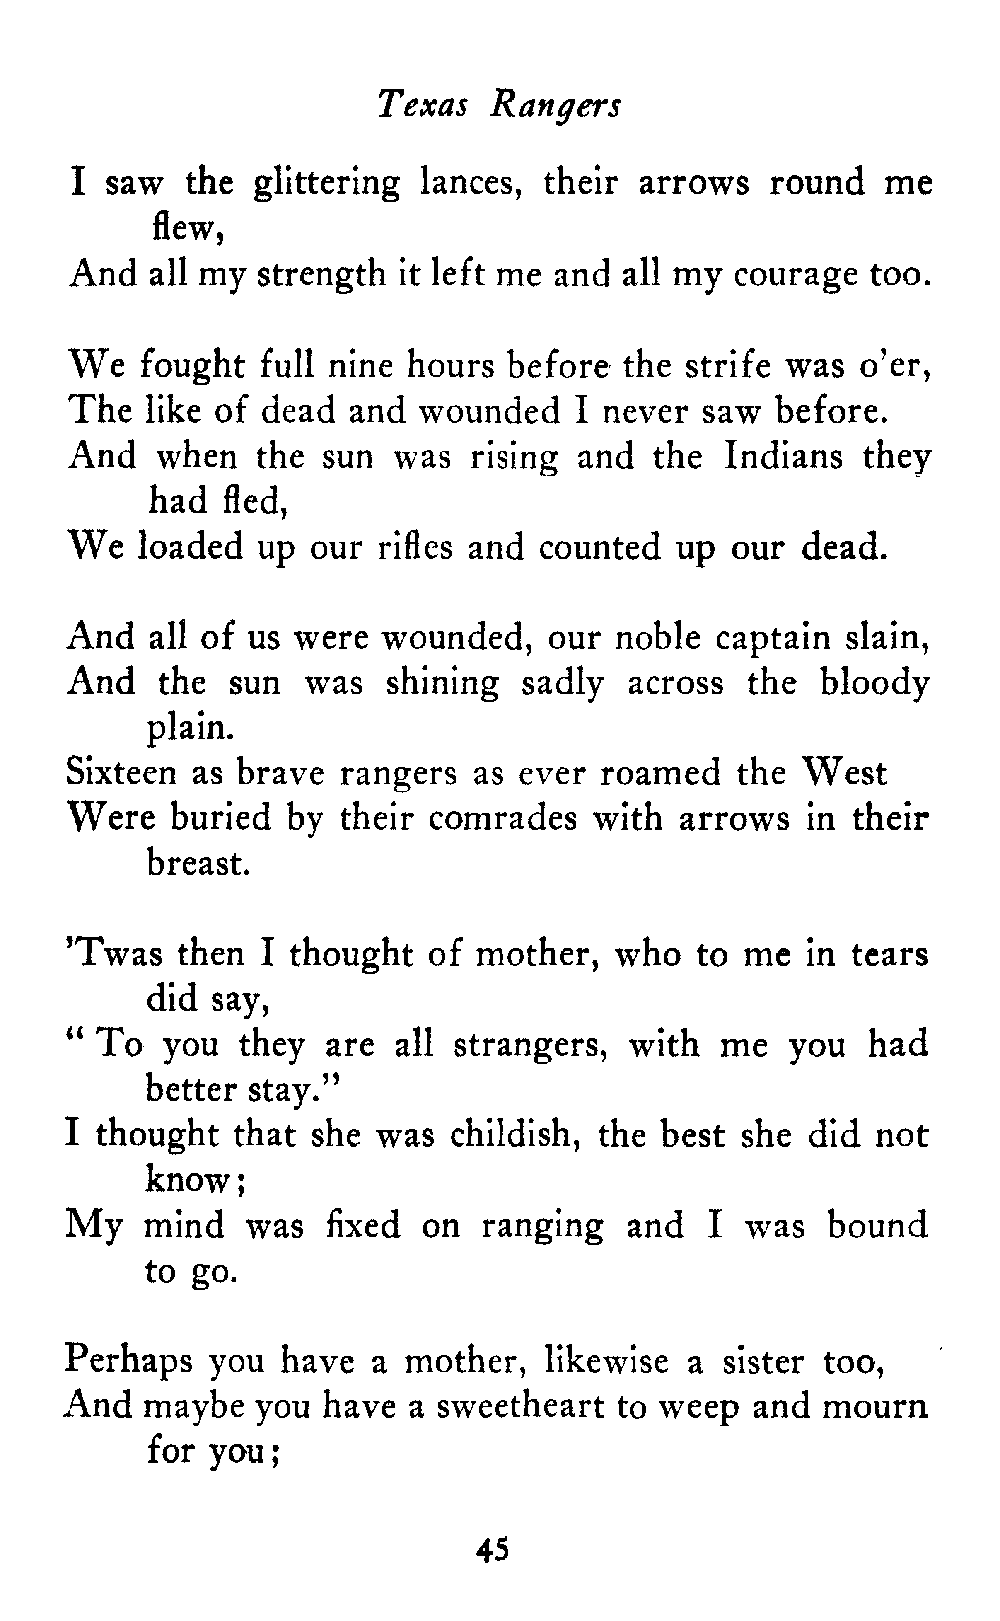 Texas Rangers
I saw the glittering lances, their arrows round me
flew,
And all my strength it left me and all my courage too.
We fought full nine hours before the strife was o'er,
The like of dead and wounded I never saw before.
And when the sun was rising and the Indians they
had fled,
We loaded up our rifles and counted up our dead.
And all of us were wounded, our noble captain slain,
And the sun was shining sadly across the bloody
plain.
Sixteen as brave rangers as ever roamed the West
Were buried by their comrades with arrows in their
breast.
'Twas then I thought of mother, who to me in tears
did say,
" To you they are all strangers, with me you had
better stay."
I thought that she was childish, the best she did not
know;
My mind was fixed on ranging and I was bound
to go.
Perhaps you have a mother, likewise a sister too,
And maybe you have a sweetheart to weep and mourn
for you;
45